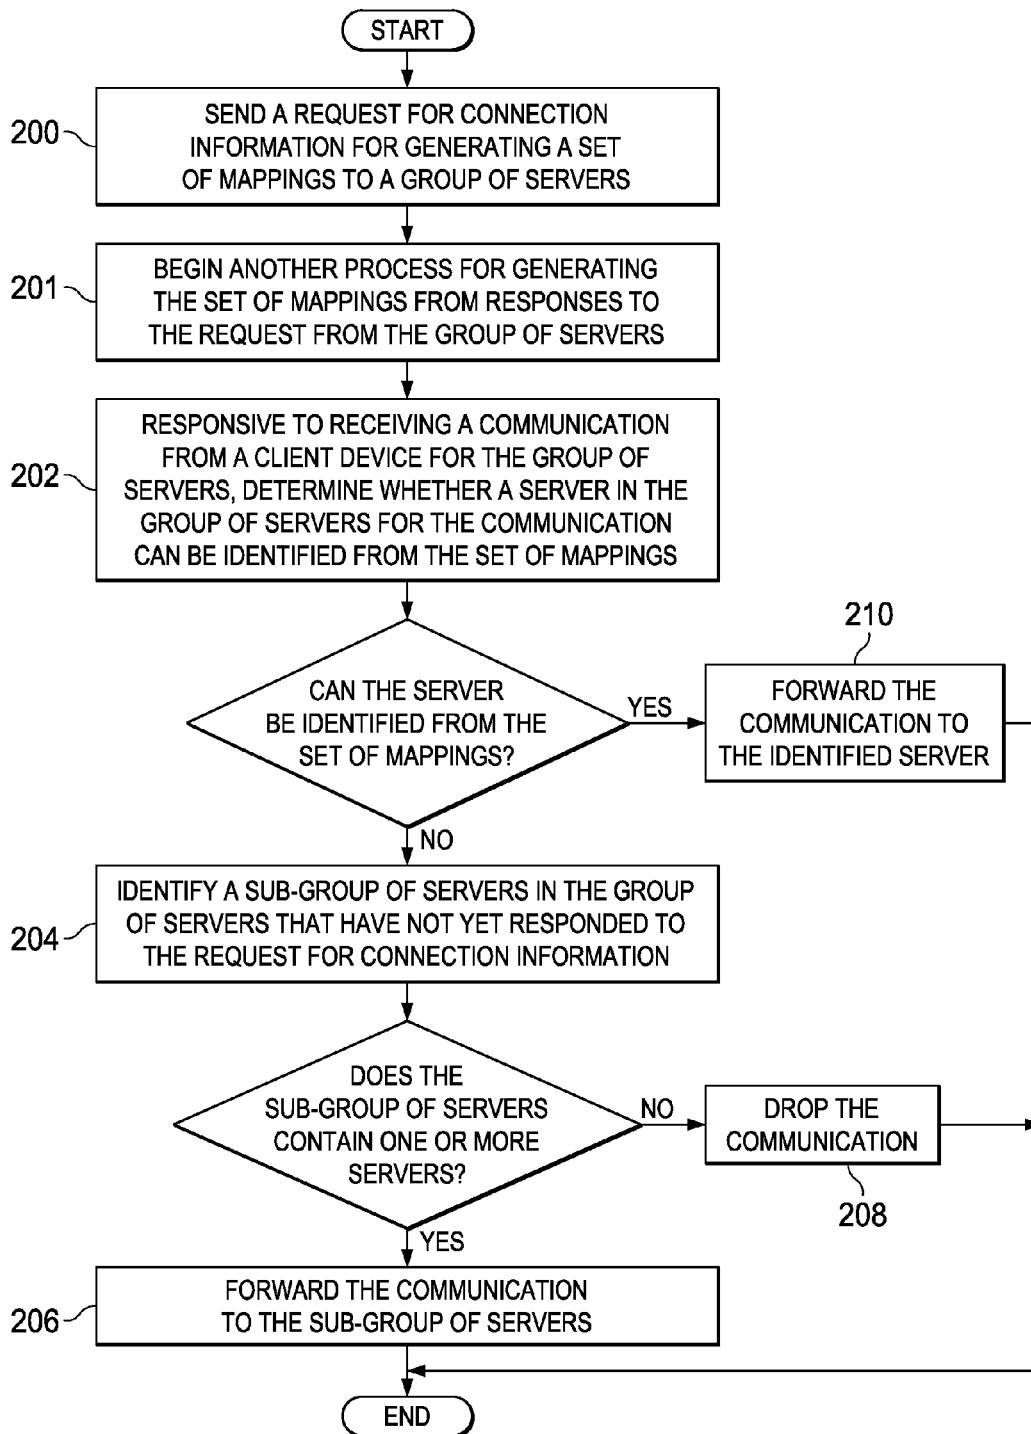 START
200
SEND A REQUEST FOR CONNECTION
INFORMATION FOR GENERATING A SET
OF MAPPINGS TO A GROUP OF SERVERS
201
BEGIN ANOTHER PROCESS FOR GENERATING
THE SET OF MAPPINGS FROM RESPONSES TO
THE REQUEST FROM THE GROUP OF SERVERS
202
RESPONSIVE TO RECEIVING A COMMUNICATION
FROM A CLIENT DEVICE FOR THE GROUP OF
SERVERS, DETERMINE WHETHER A SERVER IN THE
GROUP OF SERVERS FOR THE COMMUNICATION
CAN BE IDENTIFIED FROM THE SET OF MAPPINGS
CAN THE SERVER
BE IDENTIFIED FROM THE
SET OF MAPPINGS?
YES
210
FORWARD THE
COMMUNICATION TO
THE IDENTIFIED SERVER
NO
204
IDENTIFY A SUB-GROUP OF SERVERS IN THE GROUP
OF SERVERS THAT HAVE NOT YET RESPONDED TO
THE REQUEST FOR CONNECTION INFORMATION
DOES THE
SUB-GROUP OF SERVERS
CONTAIN ONE OR MORE
SERVERS?
NO
DROP THE
COMMUNICATION
208
YES
206
FORWARD THE COMMUNICATION
TO THE SUB-GROUP OF SERVERS
END